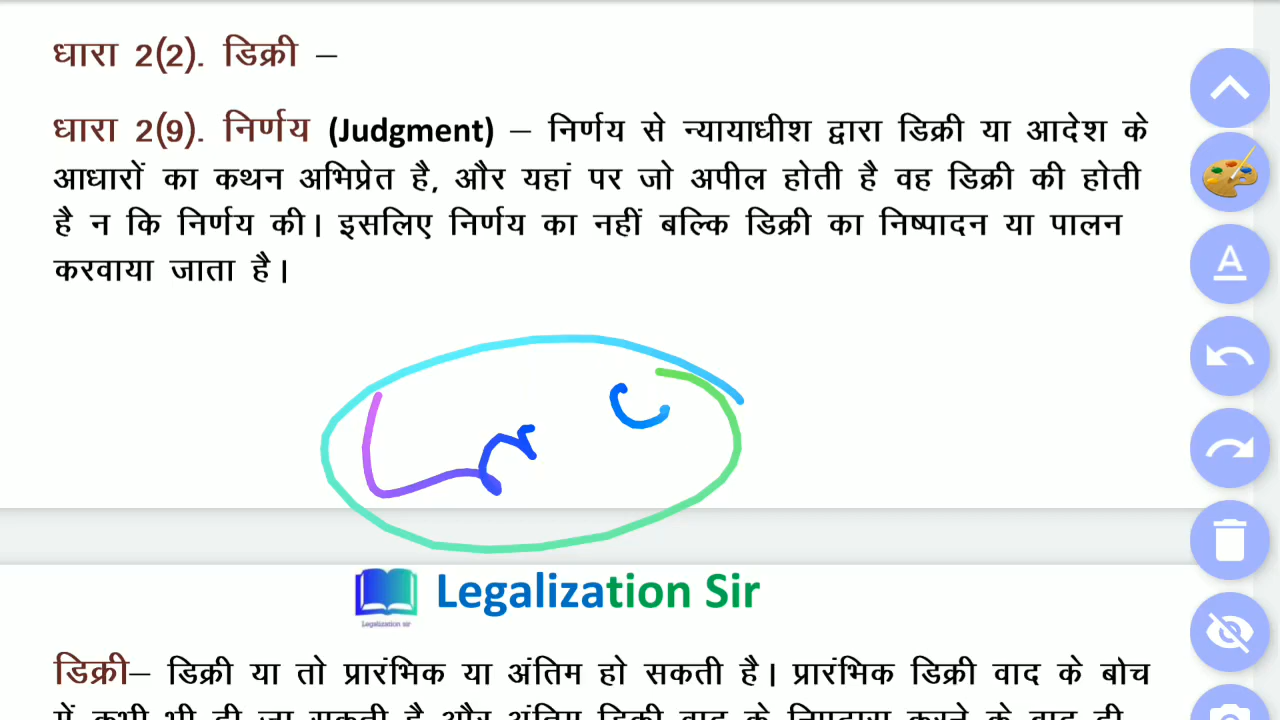 धारा 2(2). डिक्री –
धारा 2(9). निर्णय (Judgment) – निर्णय से न्यायाधीश द्वारा डिक्री या आदेश के
आधारों का कथन अभिप्रेत है, और यहां पर जो अपील होती है वह डिक्री की होती
है न कि निर्णय की। इसलिए निर्णय का नहीं बल्कि डिक्री का निष्पादन या पालन
करवाया जाता है।
Legalization Sir
Legalization sir
डिक्री– डिक्री या तो प्रारंभिक या अंतिम हो सकती है। प्रारंभिक डिक्री वाद के बोच